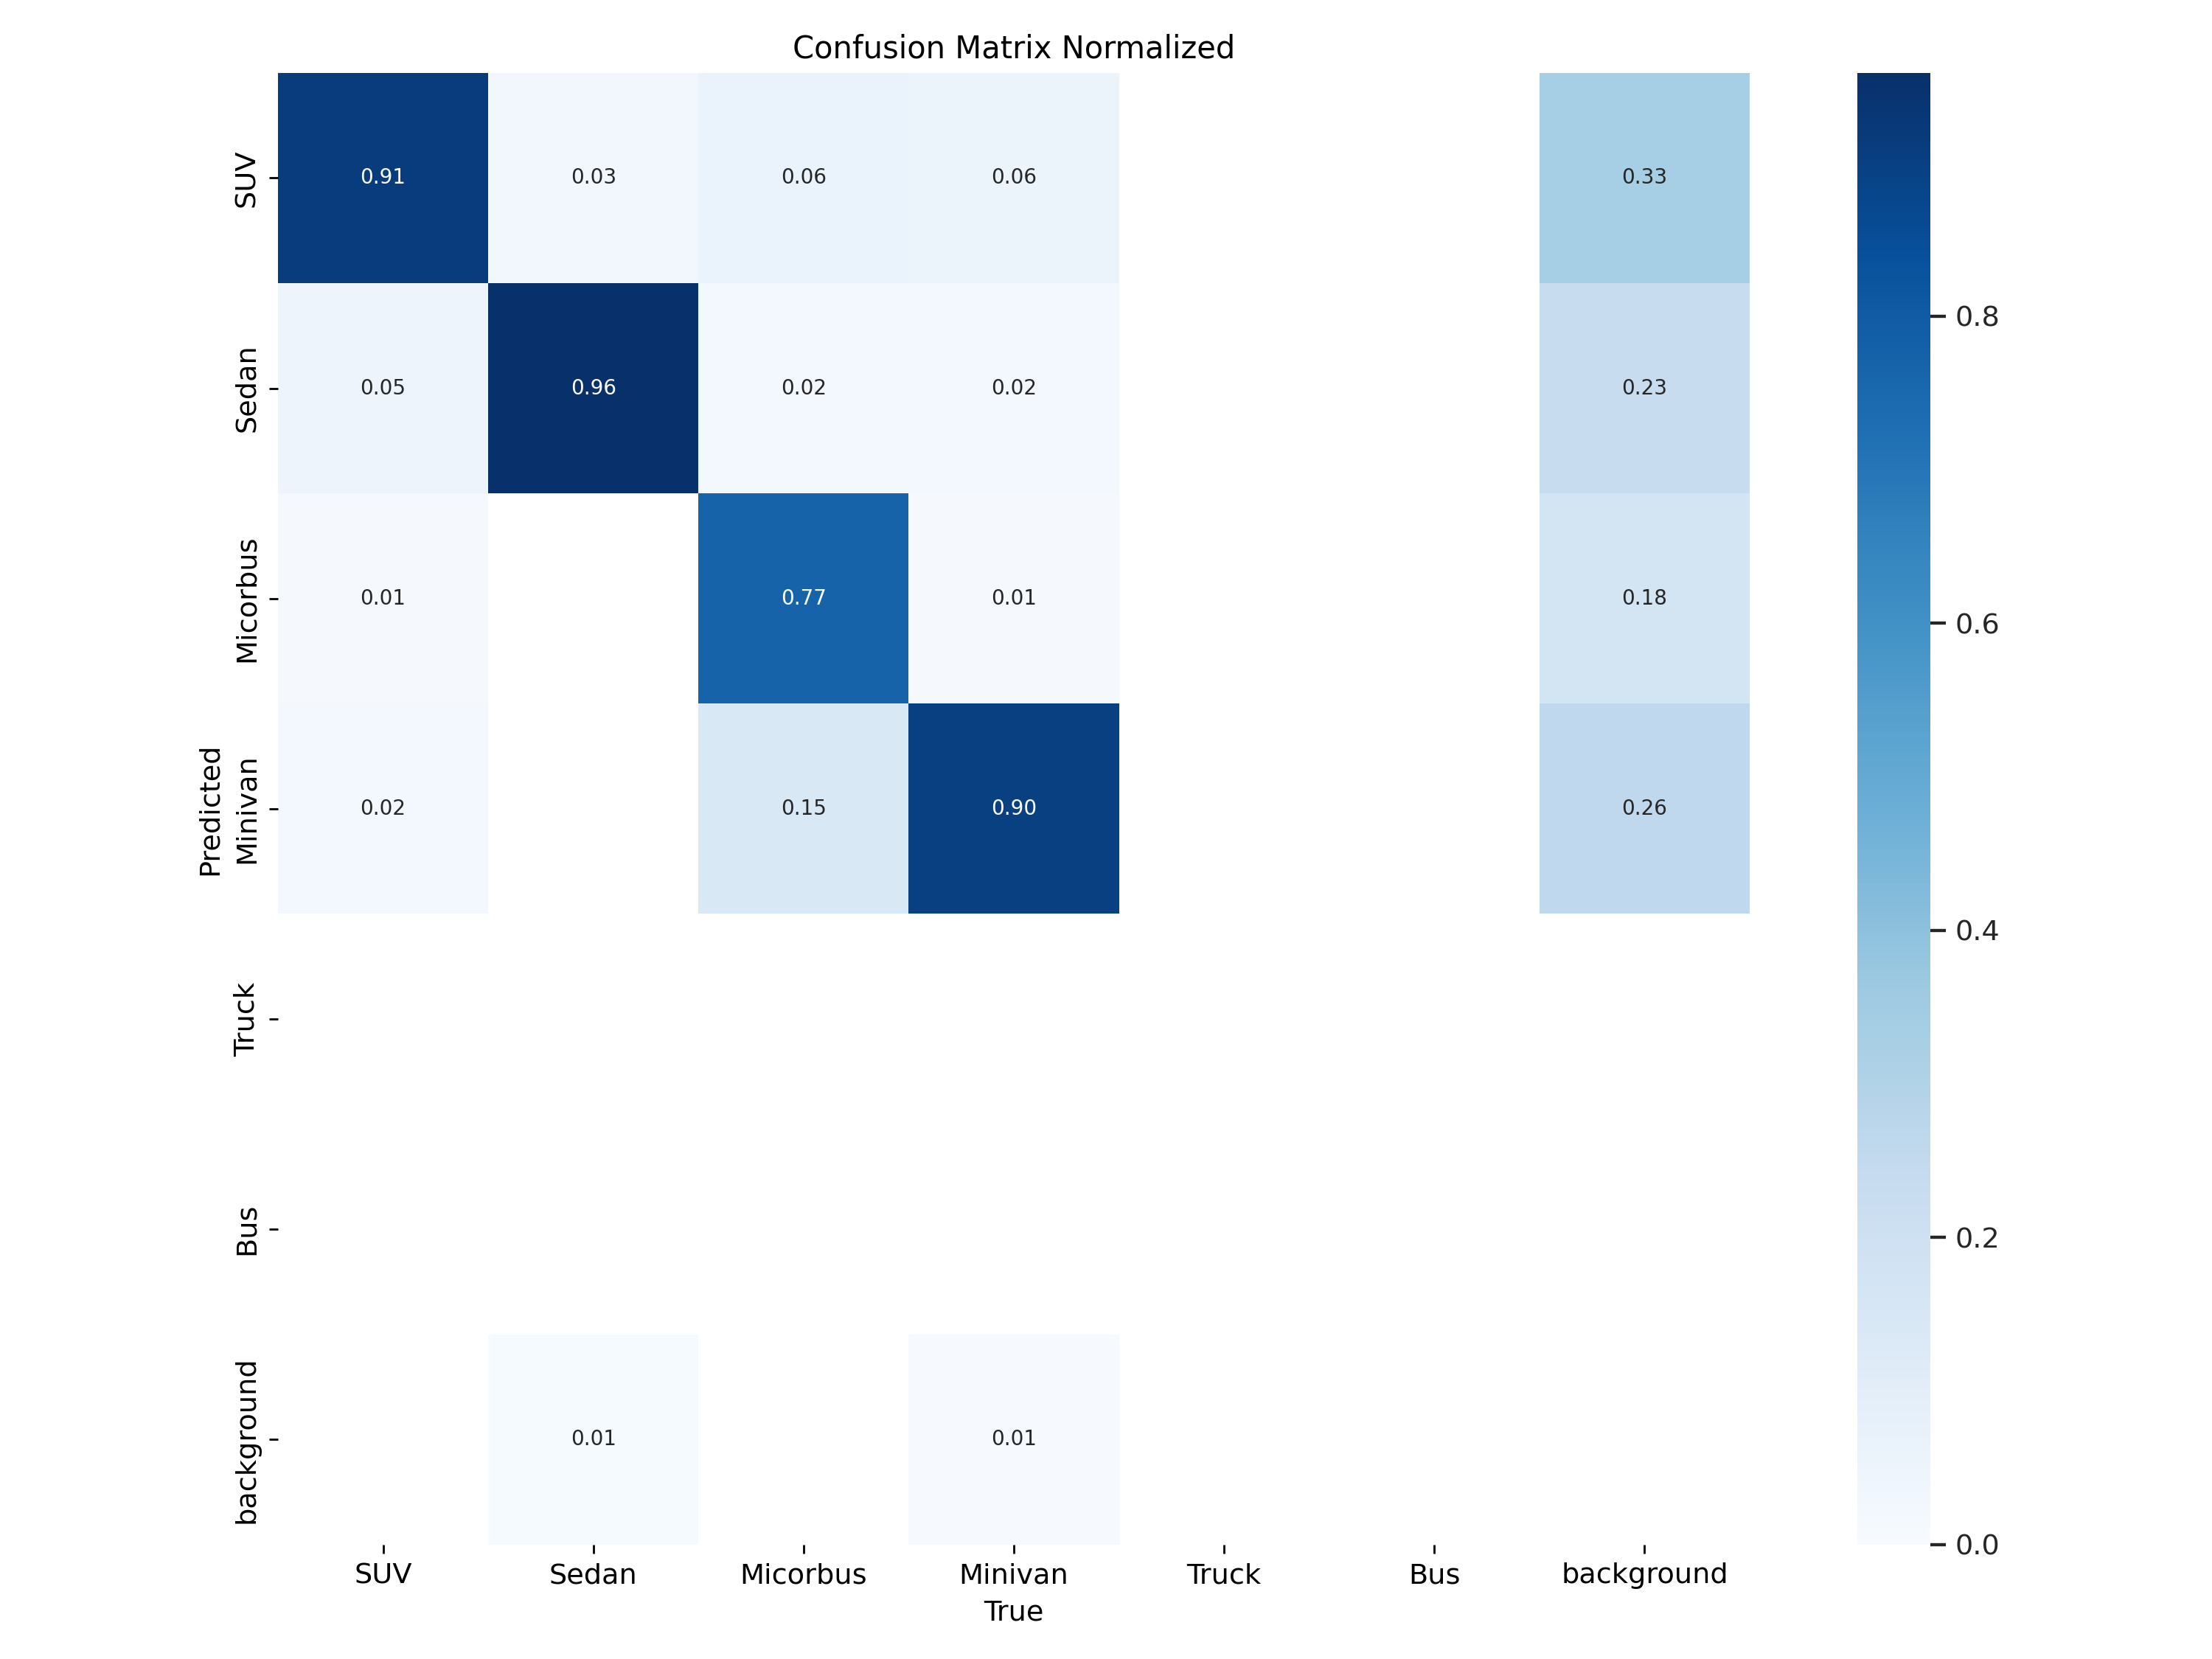 Confusion Matrix Normalized
SUV 0.91 0.03 0.06 0.06 0.33
Sedan 0.05 0.96 0.02 0.02 0.23
Micorbus 0.01 0.77 0.01 0.18
Minivan 0.02 0.15 0.90 0.26
Truck
Bus
background 0.01 0.01
Predicted
SUV Sedan Micorbus Minivan Truck Bus background
True
0.8
0.6
0.4
0.2
0.0